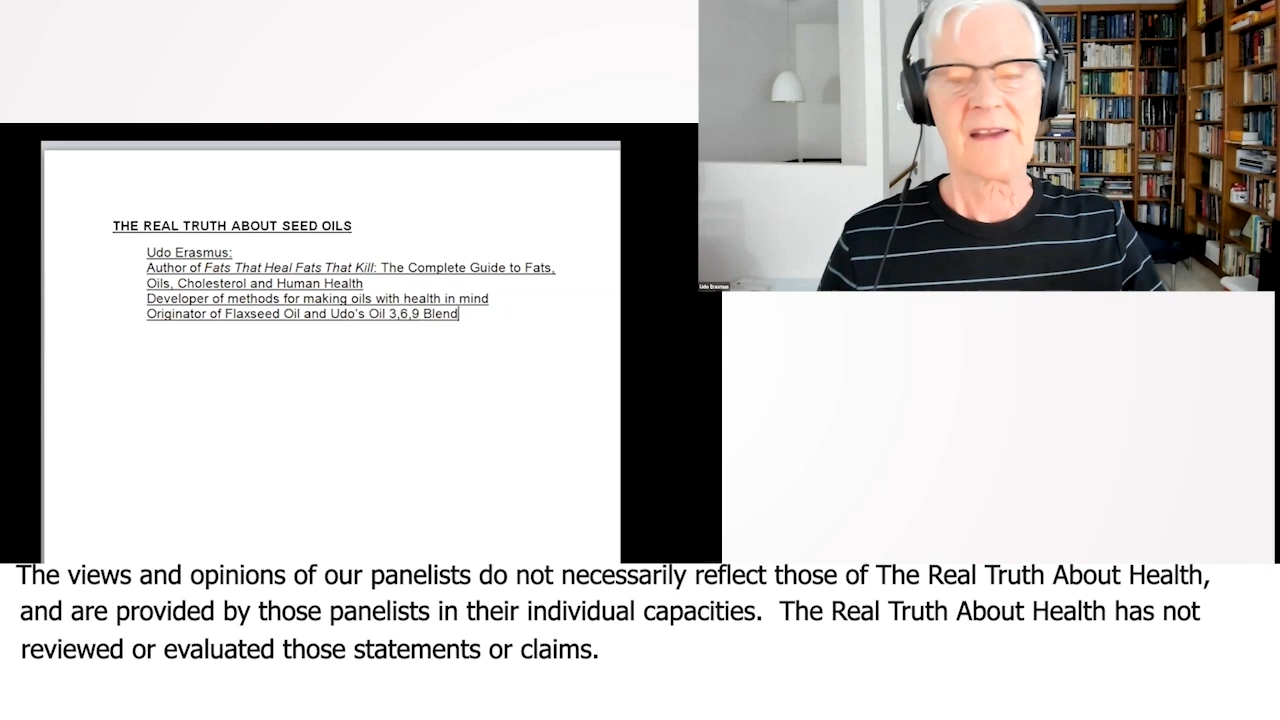 THE REAL TRUTH ABOUT SEED OILS
Udo Erasmus:
Author of Fats That Heal Fats That Kill: The Complete Guide to Fats,
Oils, Cholesterol and Human Health
Developer of methods for making oils with health in mind
Originator of Flaxseed Oil and Udo's Oil 3,6,9 Blend
Udo Erasmus
The views and opinions of our panelists do not necessarily reflect those of The Real Truth About Health,
and are provided by those panelists in their individual capacities.  The Real Truth About Health has not
reviewed or evaluated those statements or claims.